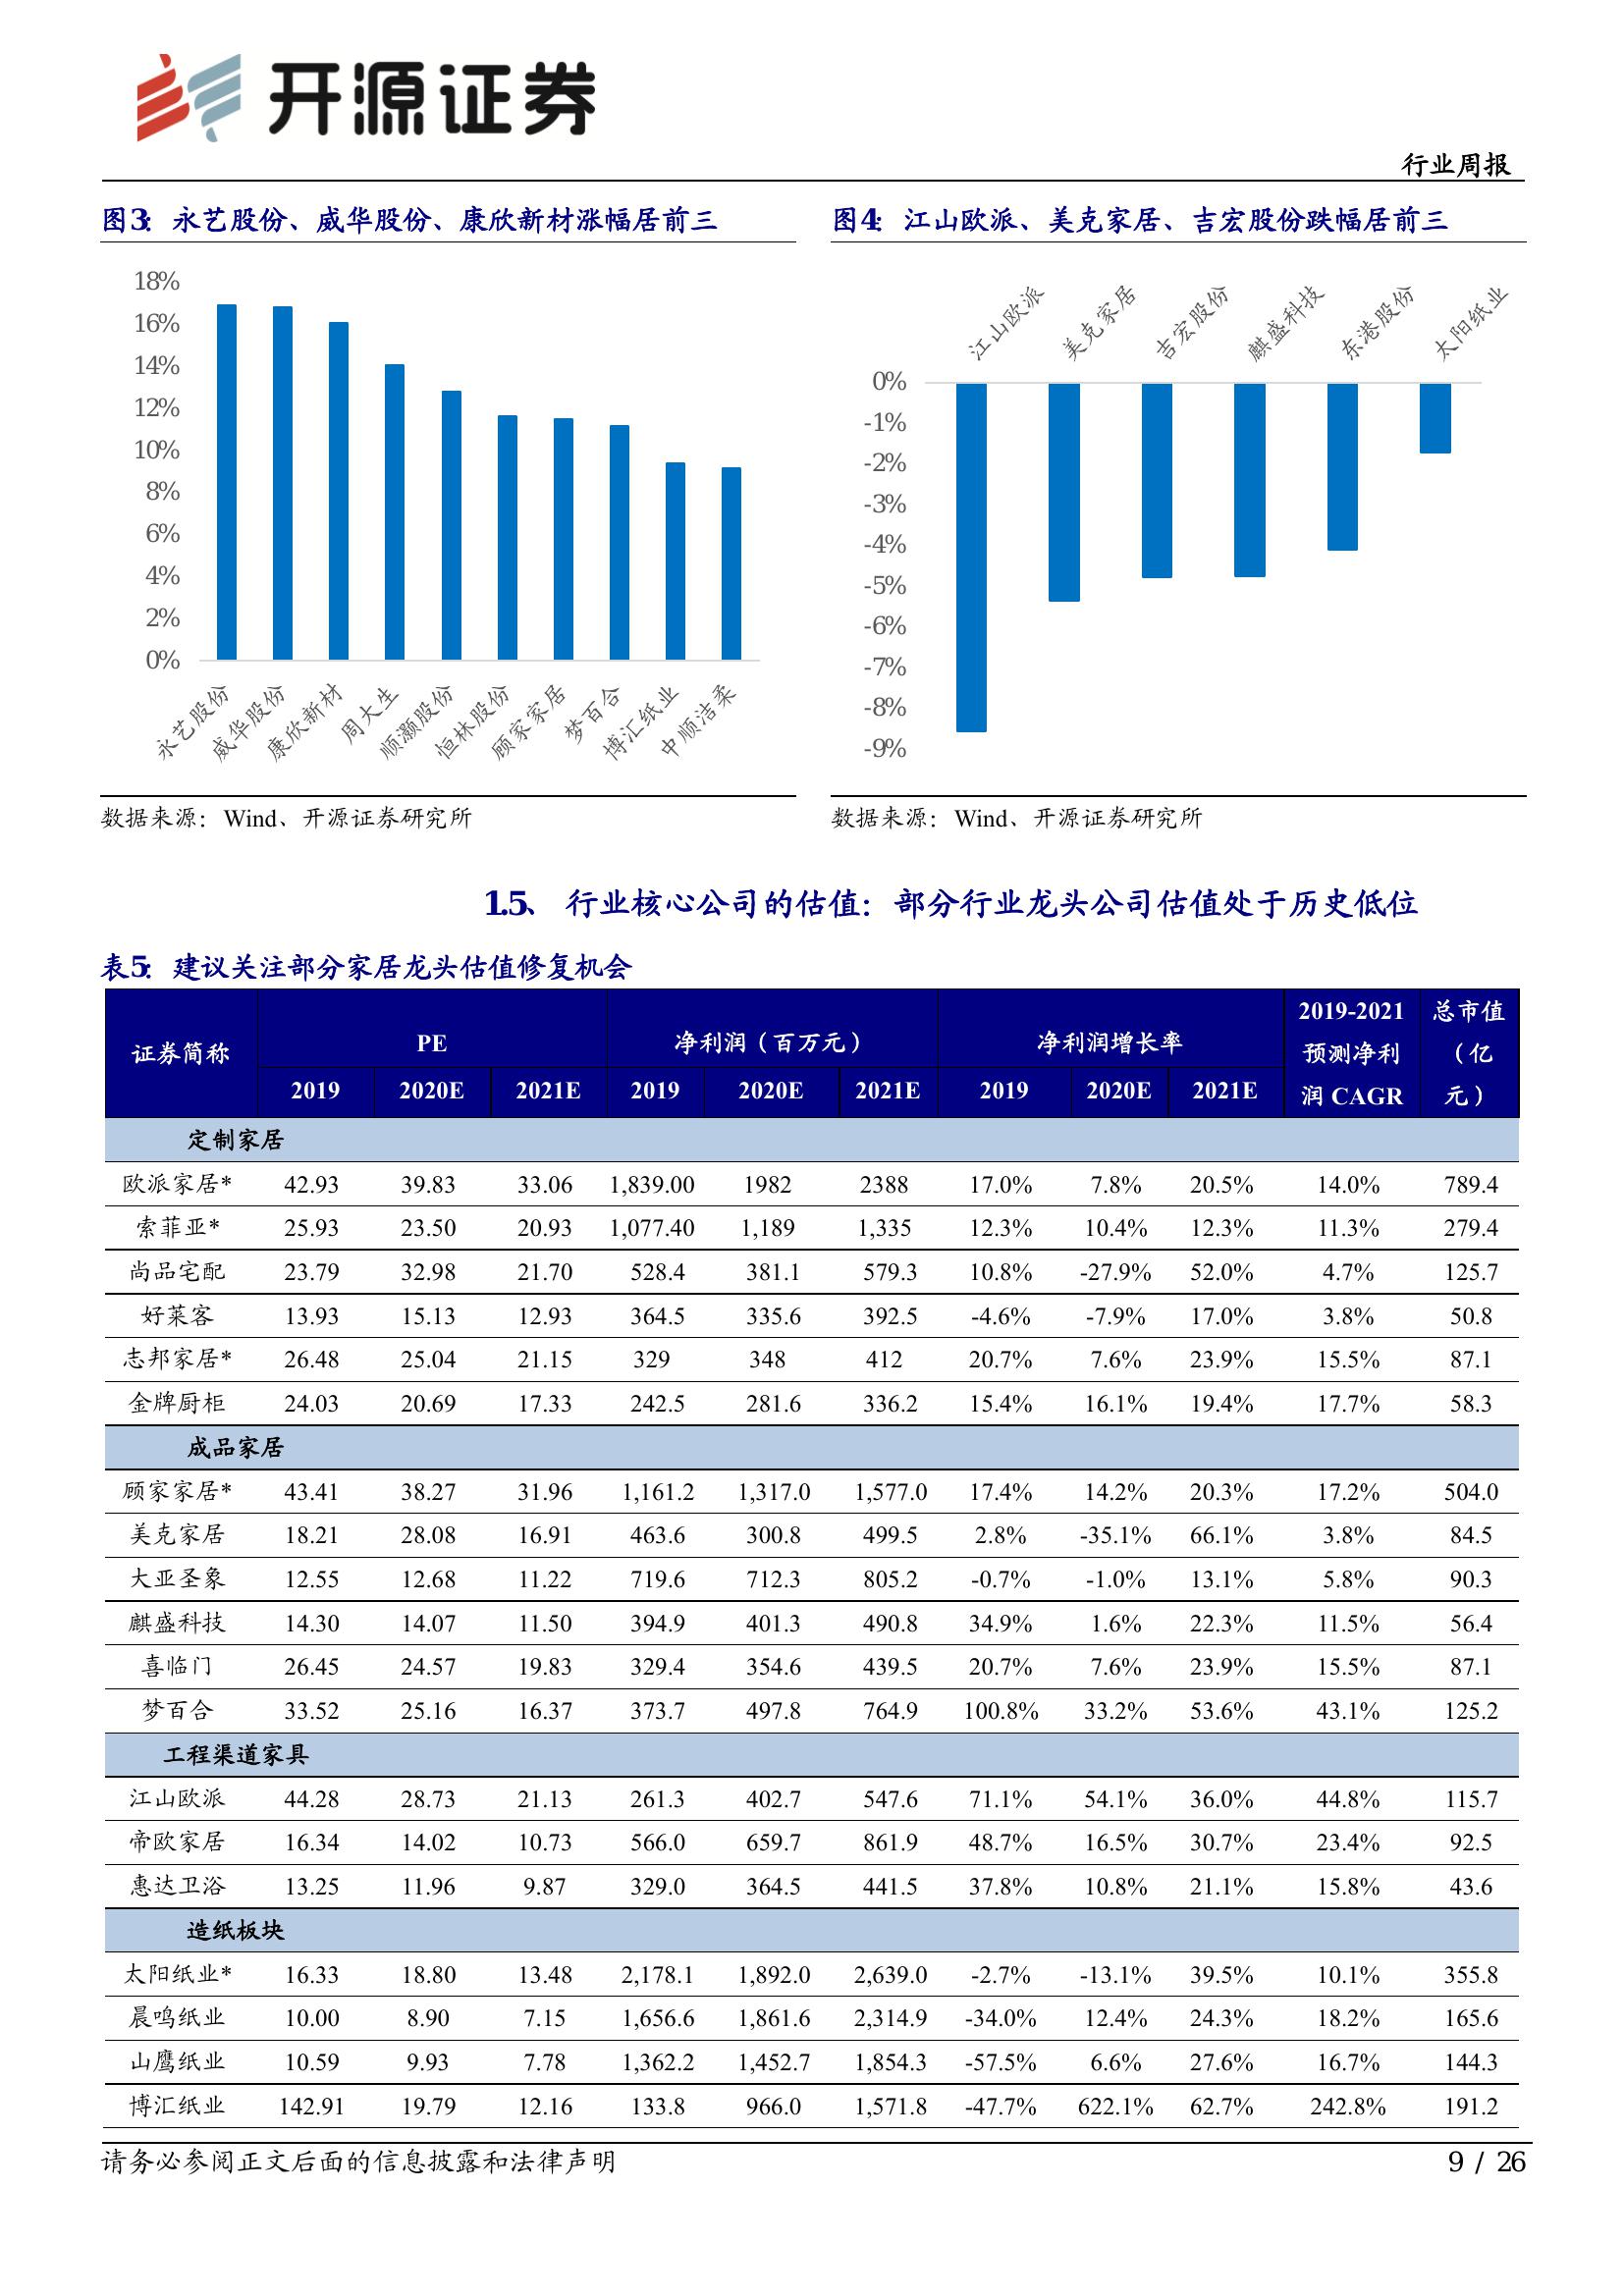 开源证券
行业周报
图3： 永艺股份、威华股份、康欣新材涨幅居前三
18%
16%
14%
12%
10%
8%
6%
4%
2%
0%
永艺股份 威华股份 康欣新材 周大生 顺灏股份 恒林股份 顾家家居 梦百合 博汇纸业 中顺洁柔
数据来源：Wind、开源证券研究所
图4： 江山欧派、美克家居、吉宏股份跌幅居前三
江山欧派 美克家居 吉宏股份 麒盛科技 东港股份 太阳纸业
0%
-1%
-2%
-3%
-4%
-5%
-6%
-7%
-8%
-9%
数据来源：Wind、开源证券研究所
1.5、 行业核心公司的估值：部分行业龙头公司估值处于历史低位
表5： 建议关注部分家居龙头估值修复机会
证券简称 PE 净利润（百万元） 净利润增长率 2019-2021预测净利润 CAGR 总市值（亿元）
2019 2020E 2021E 2019 2020E 2021E 2019 2020E 2021E
定制家居
欧派家居* 42.93 39.83 33.06 1,839.00 1982 2388 17.0% 7.8% 20.5% 14.0% 789.4
索菲亚* 25.93 23.50 20.93 1,077.40 1,189 1,335 12.3% 10.4% 12.3% 11.3% 279.4
尚品宅配 23.79 32.98 21.70 528.4 381.1 579.3 10.8% -27.9% 52.0% 4.7% 125.7
好莱客 13.93 15.13 12.93 364.5 335.6 392.5 -4.6% -7.9% 17.0% 3.8% 50.8
志邦家居* 26.48 25.04 21.15 329 348 412 20.7% 7.6% 23.9% 15.5% 87.1
金牌厨柜 24.03 20.69 17.33 242.5 281.6 336.2 15.4% 16.1% 19.4% 17.7% 58.3
成品家居
顾家家居* 43.41 38.27 31.96 1,161.2 1,317.0 1,577.0 17.4% 14.2% 20.3% 17.2% 504.0
美克家居 18.21 28.08 16.91 463.6 300.8 499.5 2.8% -35.1% 66.1% 3.8% 84.5
大亚圣象 12.55 12.68 11.22 719.6 712.3 805.2 -0.7% -1.0% 13.1% 5.8% 90.3
麒盛科技 14.30 14.07 11.50 394.9 401.3 490.8 34.9% 1.6% 22.3% 11.5% 56.4
喜临门 26.45 24.57 19.83 329.4 354.6 439.5 20.7% 7.6% 23.9% 15.5% 87.1
梦百合 33.52 25.16 16.37 373.7 497.8 764.9 100.8% 33.2% 53.6% 43.1% 125.2
工程渠道家具
江山欧派 44.28 28.73 21.13 261.3 402.7 547.6 71.1% 54.1% 36.0% 44.8% 115.7
帝欧家居 16.34 14.02 10.73 566.0 659.7 861.9 48.7% 16.5% 30.7% 23.4% 92.5
惠达卫浴 13.25 11.96 9.87 329.0 364.5 441.5 37.8% 10.8% 21.1% 15.8% 43.6
造纸板块
太阳纸业* 16.33 18.80 13.48 2,178.1 1,892.0 2,639.0 -2.7% -13.1% 39.5% 10.1% 355.8
晨鸣纸业 10.00 8.90 7.15 1,656.6 1,861.6 2,314.9 -34.0% 12.4% 24.3% 18.2% 165.6
山鹰纸业 10.59 9.93 7.78 1,362.2 1,452.7 1,854.3 -57.5% 6.6% 27.6% 16.7% 144.3
博汇纸业 142.91 19.79 12.16 133.8 966.0 1,571.8 -47.7% 622.1% 62.7% 242.8% 191.2
请务必参阅正文后面的信息披露和法律声明
9 / 26